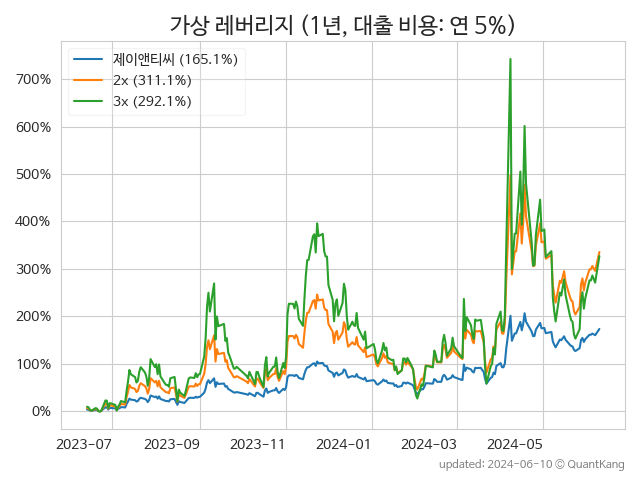 가상 레버리지 (1년, 대출 비용: 연 5%)
제이앤티씨 (165.1%)
2x (311.1%)
3x (292.1%)
700%
600%
500%
400%
300%
200%
100%
0%
2023-07
2023-09
2023-11
2024-01
2024-03
2024-05
updated: 2024-06-10 © QuantKang